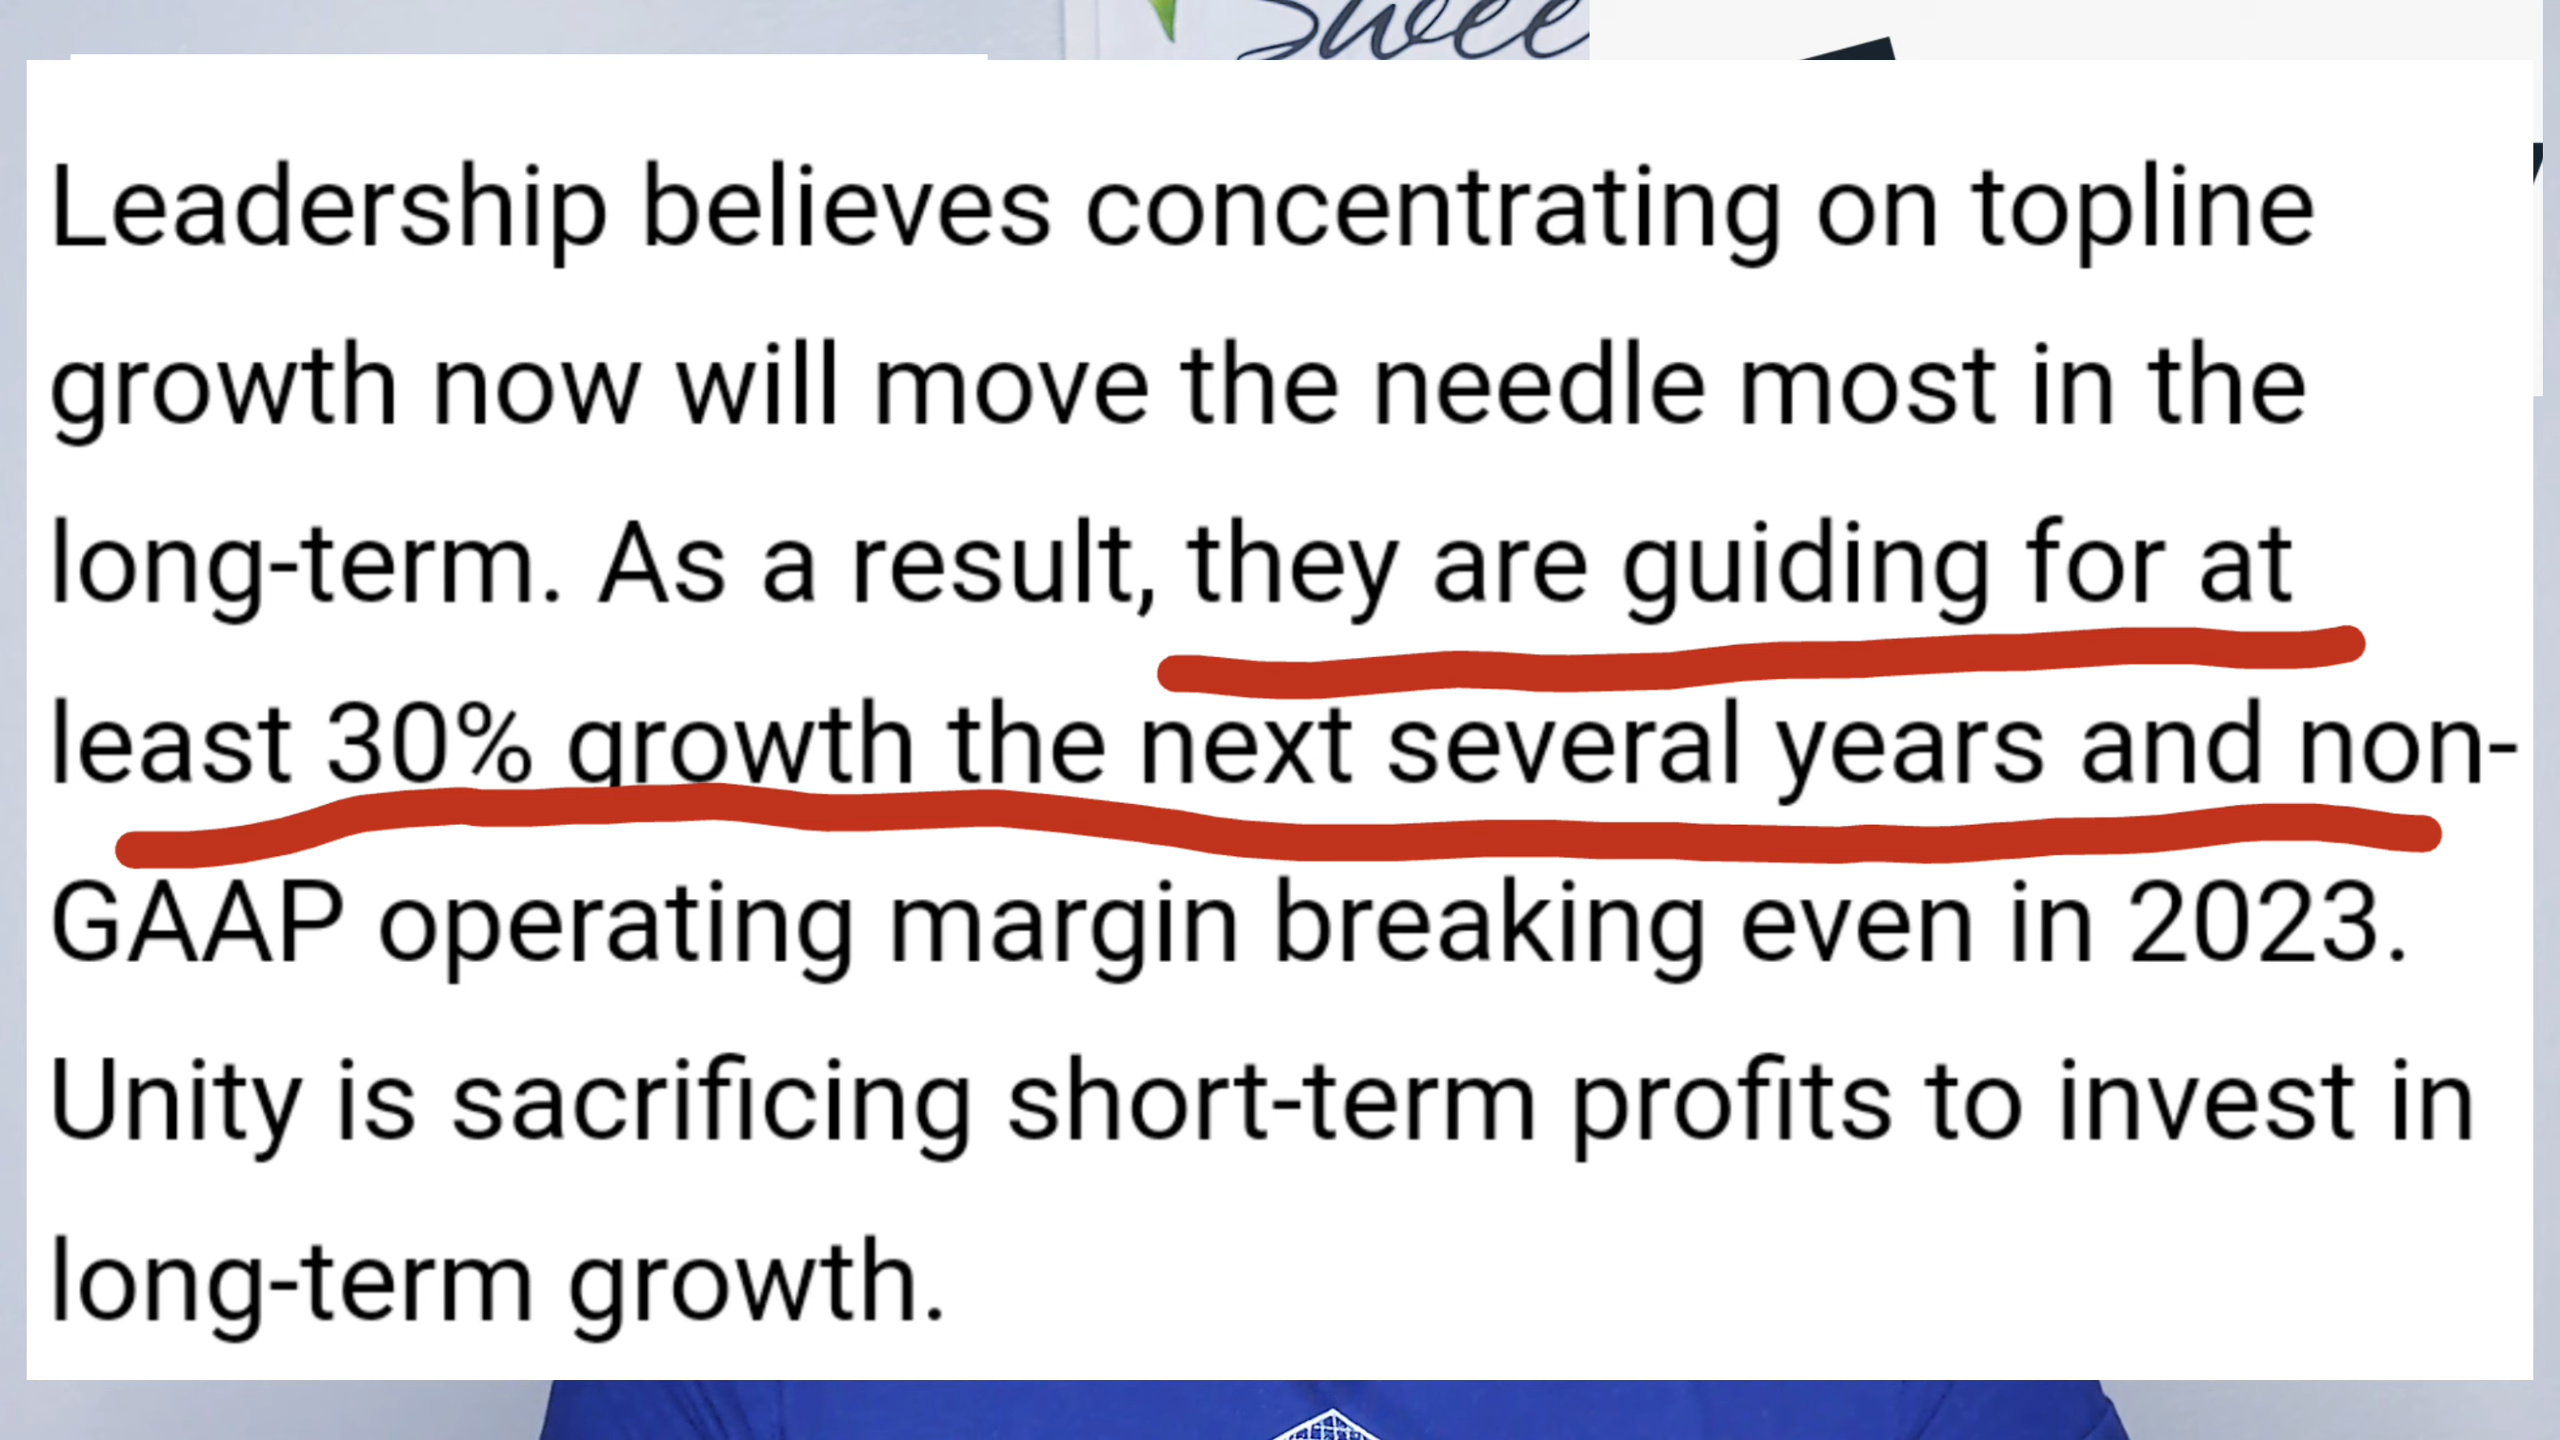 Swee
Leadership believes concentrating on topline
growth now will move the needle most in the
long-term. As a result, they are guiding for at
least 30% growth the next several years and non-
GAAP operating margin breaking even in 2023.
Unity is sacrificing short-term profits to invest in
long-term growth.